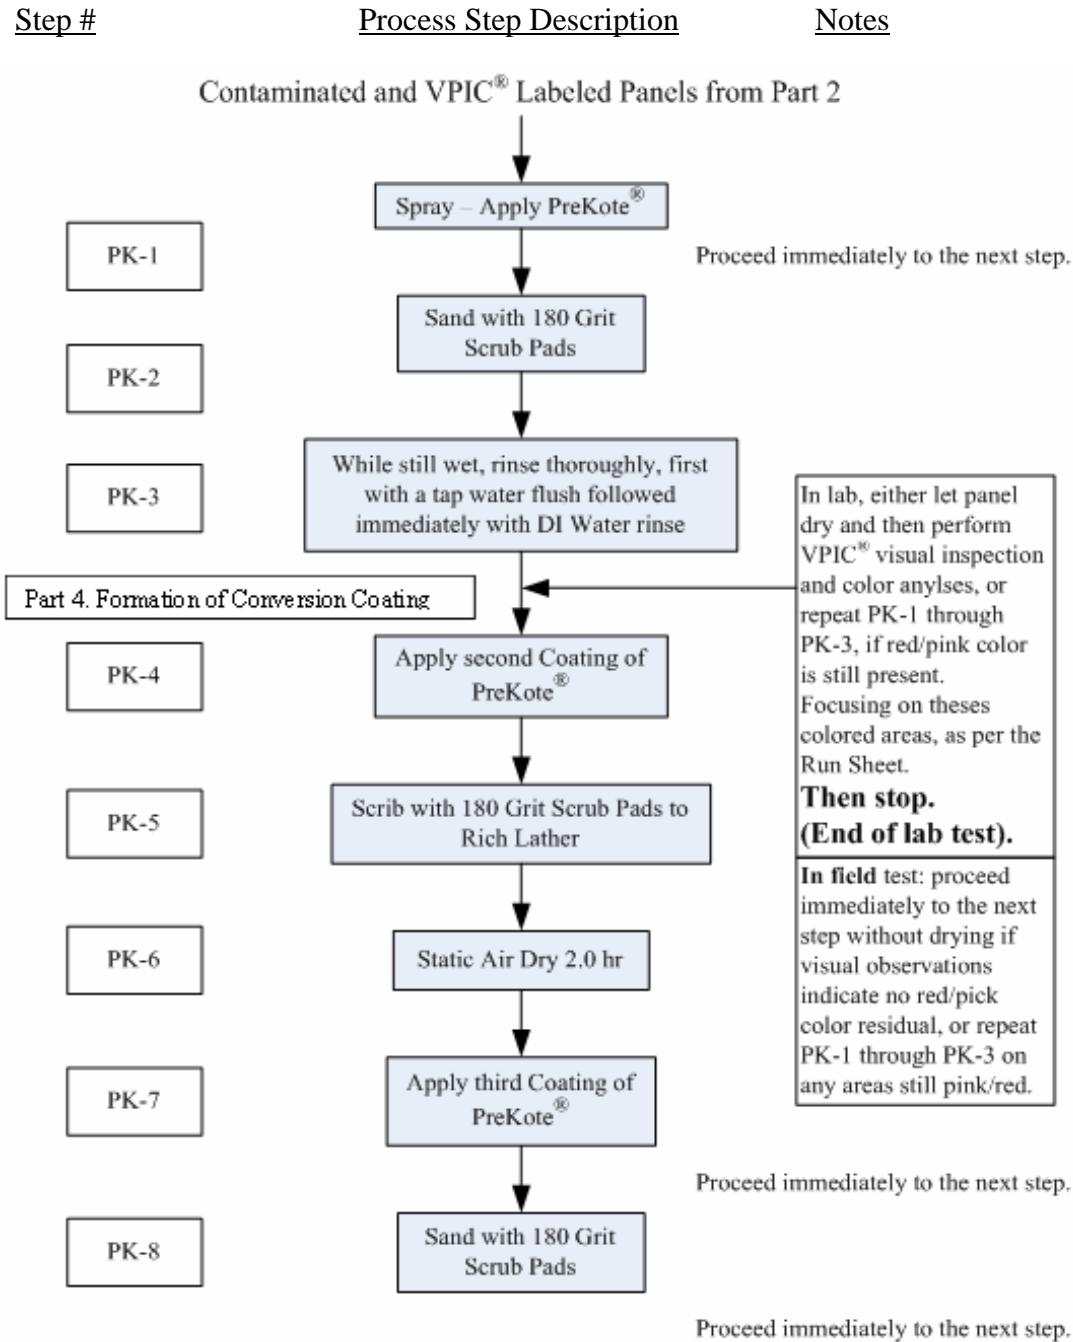 Step #
Process Step Description
Notes
Contaminated and VPIC® Labeled Panels from Part 2
Spray – Apply PreKote®
PK-1
Proceed immediately to the next step.
Sand with 180 Grit
Scrub Pads
PK-2
While still wet, rinse thoroughly, first
with a tap water flush followed
immediately with DI Water rinse
PK-3
In lab, either let panel
dry and then perform
VPIC® visual inspection
and color anylses, or
repeat PK-1 through
PK-3, if red/pink color
is still present.
Focusing on theses
colored areas, as per the
Run Sheet.
Then stop.
(End of lab test).
In field test: proceed
immediately to the next
step without drying if
visual observations
indicate no red/pick
color residual, or repeat
PK-1 through PK-3 on
any areas still pink/red.
Part 4. Formation of Conversion Coating
PK-4
Apply second Coating of
PreKote®
PK-5
Scrib with 180 Grit Scrub Pads to
Rich Lather
PK-6
Static Air Dry 2.0 hr
PK-7
Apply third Coating of
PreKote®
Proceed immediately to the next step.
PK-8
Sand with 180 Grit
Scrub Pads
Proceed immediately to the next step.